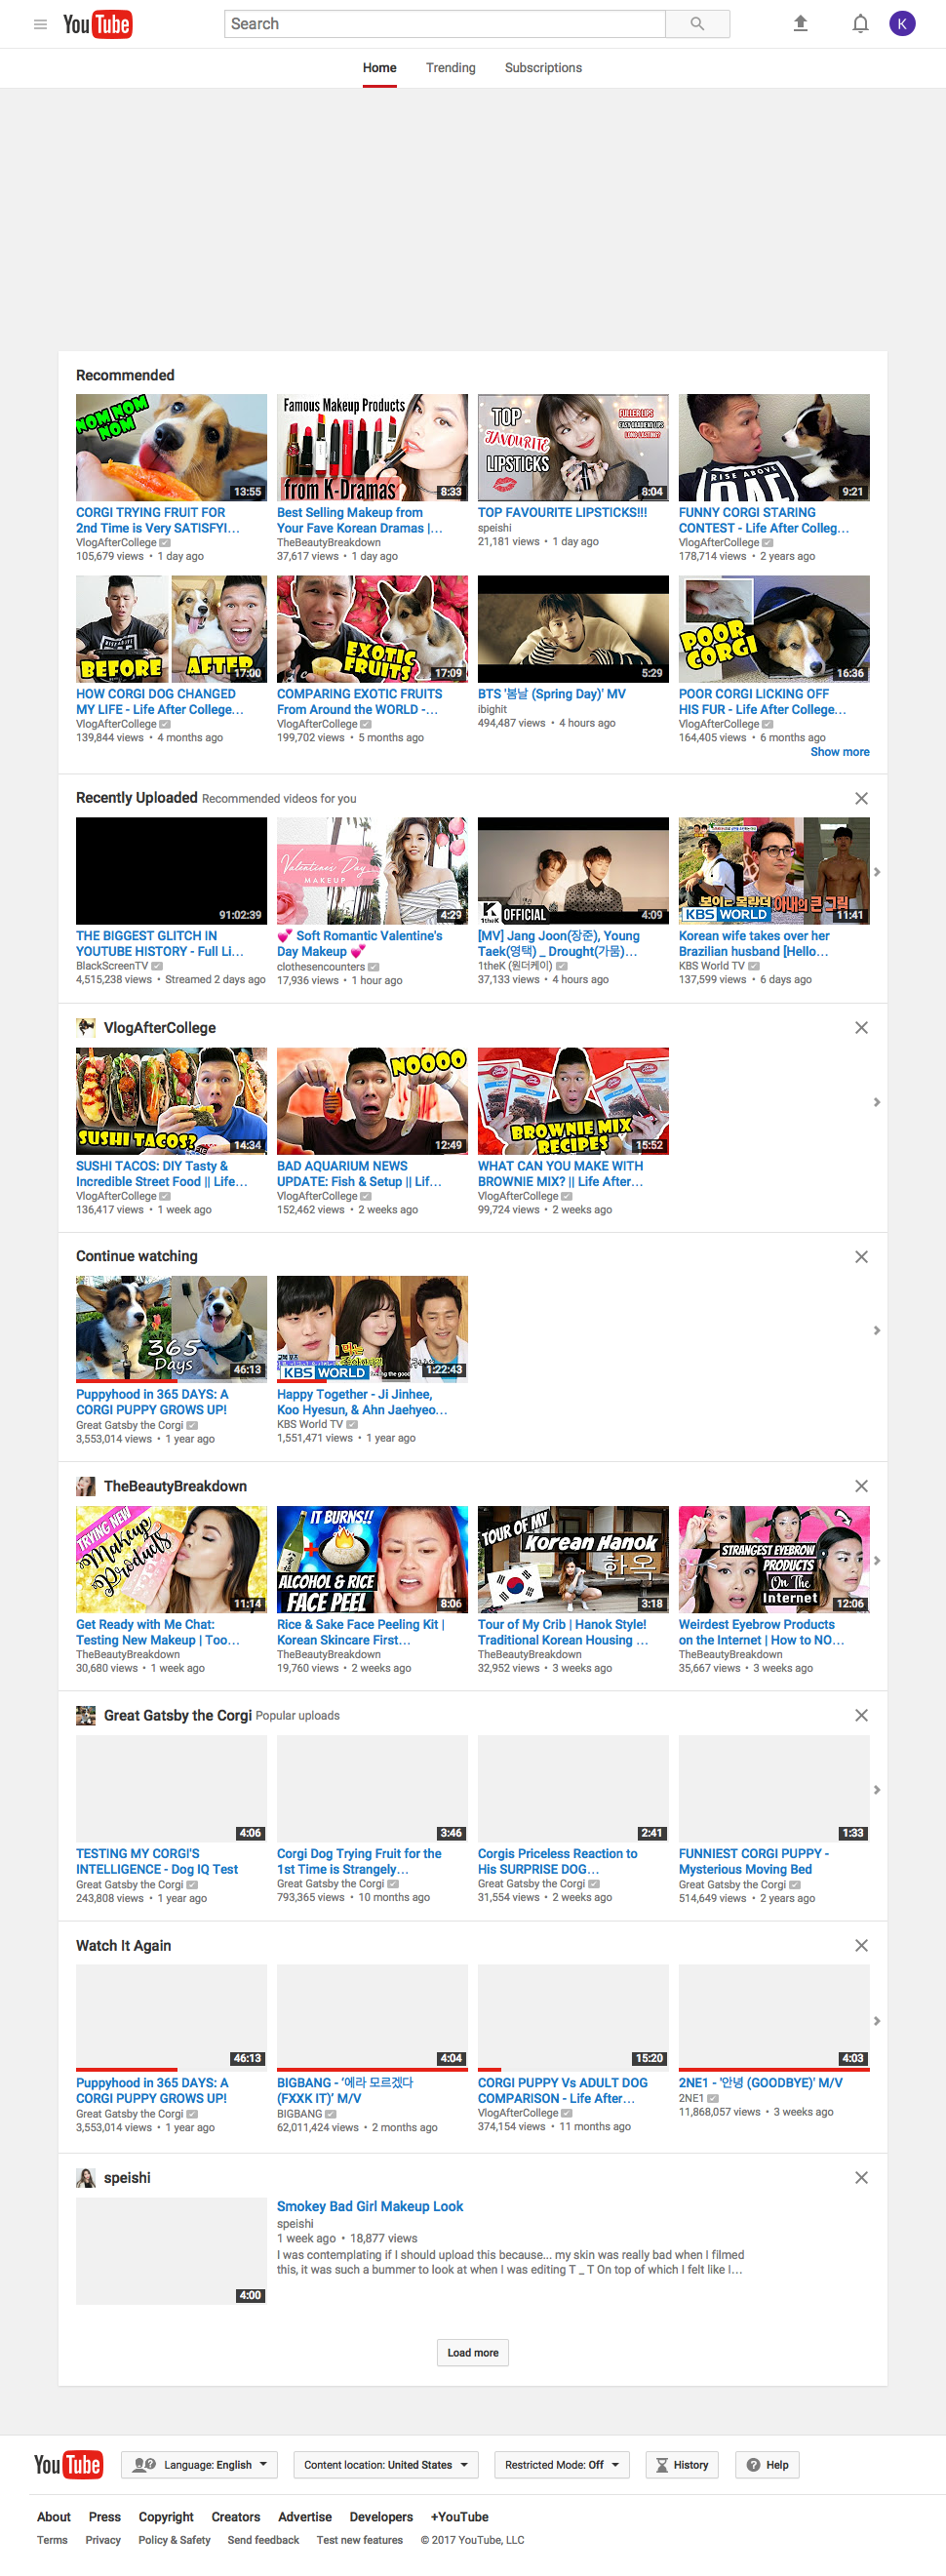 YouTube
Search
K
Home Trending Subscriptions
Recommended
NOM NOM NOM
13:55
Famous Makeup Products
from K-Dramas
8:33
TOP
FAVOURITE
LIPSTICKS
FULLER LIPS
EASY GRADIENT LIPS
LONG LASTING?
8:04
RISE ABOVE
9:21
CORGI TRYING FRUIT FOR
2nd Time is Very SATISFYI...
VlogAfterCollege
105,679 views • 1 day ago
Best Selling Makeup from
Your Fave Korean Dramas |...
TheBeautyBreakdown
37,617 views • 1 day ago
TOP FAVOURITE LIPSTICKS!!!
speishi
21,181 views • 1 day ago
FUNNY CORGI STARING
CONTEST - Life After Colleg...
VlogAfterCollege
178,714 views • 2 years ago
BEFORE AFTER
17:00
EXOTIC
FRUITS
17:09
5:29
POOR
CORGI
16:36
HOW CORGI DOG CHANGED
MY LIFE - Life After College...
VlogAfterCollege
139,844 views • 4 months ago
COMPARING EXOTIC FRUITS
From Around the WORLD -...
VlogAfterCollege
199,702 views • 5 months ago
BTS '봄날 (Spring Day)' MV
ibighit
494,487 views • 4 hours ago
POOR CORGI LICKING OFF
HIS FUR - Life After College...
VlogAfterCollege
164,405 views • 6 months ago
Show more
Recently Uploaded Recommended videos for you
91:02:39
Valentines Day
MAKEUP
4:29
1theK OFFICIAL
4:09
KBS WORLD
11:41
THE BIGGEST GLITCH IN
YOUTUBE HISTORY - Full Li...
BlackScreenTV
4,515,238 views • Streamed 2 days ago
💕 Soft Romantic Valentine's
Day Makeup 💕
clothesencounters
17,936 views • 1 hour ago
[MV] Jang Joon(장준), Young
Taek(영택) _ Drought(가뭄)...
1theK (원더케이)
37,133 views • 4 hours ago
Korean wife takes over her
Brazilian husband [Hello...
KBS World TV
137,599 views • 6 days ago
VlogAfterCollege
SUSHI TACOS?
14:34
NOOOO
12:49
BROWNIE MIX
RECIPES
15:52
SUSHI TACOS: DIY Tasty &
Incredible Street Food || Life...
VlogAfterCollege
136,417 views • 1 week ago
BAD AQUARIUM NEWS
UPDATE: Fish & Setup || Lif...
VlogAfterCollege
152,462 views • 2 weeks ago
WHAT CAN YOU MAKE WITH
BROWNIE MIX? || Life After...
VlogAfterCollege
99,724 views • 2 weeks ago
Continue watching
365
Days
46:13
KBS WORLD
1:22:43
Puppyhood in 365 DAYS: A
CORGI PUPPY GROWS UP!
Great Gatsby the Corgi
3,553,014 views • 1 year ago
Happy Together - Ji Jinhee,
Koo Hyesun, & Ahn Jaehyeo...
KBS World TV
1,551,471 views • 1 year ago
TheBeautyBreakdown
TRYING NEW
Makeup
Products
11:14
IT BURNS!!
ALCOHOL & RICE
FACE PEEL
8:06
TOUR OF MY
Korean Hanok
한옥
3:18
STRANGEST EYEBROW
PRODUCTS
On The
Internet
12:06
Get Ready with Me Chat:
Testing New Makeup | Too...
TheBeautyBreakdown
30,680 views • 1 week ago
Rice & Sake Face Peeling Kit |
Korean Skincare First...
TheBeautyBreakdown
19,760 views • 2 weeks ago
Tour of My Crib | Hanok Style!
Traditional Korean Housing ...
TheBeautyBreakdown
32,952 views • 3 weeks ago
Weirdest Eyebrow Products
on the Internet | How to NO...
TheBeautyBreakdown
35,667 views • 3 weeks ago
Great Gatsby the Corgi Popular uploads
4:06
3:46
2:41
1:33
TESTING MY CORGI'S
INTELLIGENCE - Dog IQ Test
Great Gatsby the Corgi
243,808 views • 1 year ago
Corgi Dog Trying Fruit for the
1st Time is Strangely...
Great Gatsby the Corgi
793,365 views • 10 months ago
Corgis Priceless Reaction to
His SURPRISE DOG...
Great Gatsby the Corgi
31,554 views • 2 weeks ago
FUNNIEST CORGI PUPPY -
Mysterious Moving Bed
Great Gatsby the Corgi
514,649 views • 2 years ago
Watch It Again
46:13
4:04
15:20
4:03
Puppyhood in 365 DAYS: A
CORGI PUPPY GROWS UP!
Great Gatsby the Corgi
3,553,014 views • 1 year ago
BIGBANG - '에라 모르겠다
(FXXK IT)' M/V
BIGBANG
62,011,424 views • 2 months ago
CORGI PUPPY Vs ADULT DOG
COMPARISON - Life After...
VlogAfterCollege
374,154 views • 11 months ago
2NE1 - '안녕 (GOODBYE)' M/V
2NE1
11,868,057 views • 3 weeks ago
speishi
4:00
Smokey Bad Girl Makeup Look
speishi
1 week ago • 18,877 views
I was contemplating if I should upload this because... my skin was really bad when I filmed
this, it was such a bummer to look at when I was editing T _ T On top of which I felt like I...
Load more
YouTube
Language: English
Content location: United States
Restricted Mode: Off
History
Help
About Press Copyright Creators Advertise Developers +YouTube
Terms Privacy Policy & Safety Send feedback Test new features © 2017 YouTube, LLC